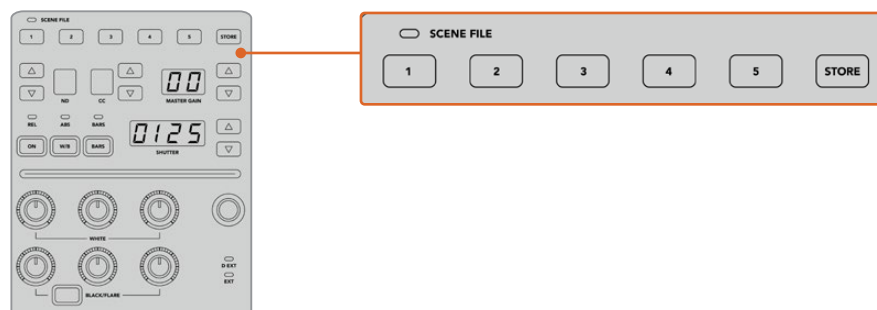 SCENE FILE
1 2 3 4 5 STORE
ND CC 00 MASTER GAIN
REL ABS BARS
ON W/B BARS 0125
SHUTTER
WHITE
D EXT
EXT
BLACK/FLARE
SCENE FILE
1 2 3 4 5 STORE